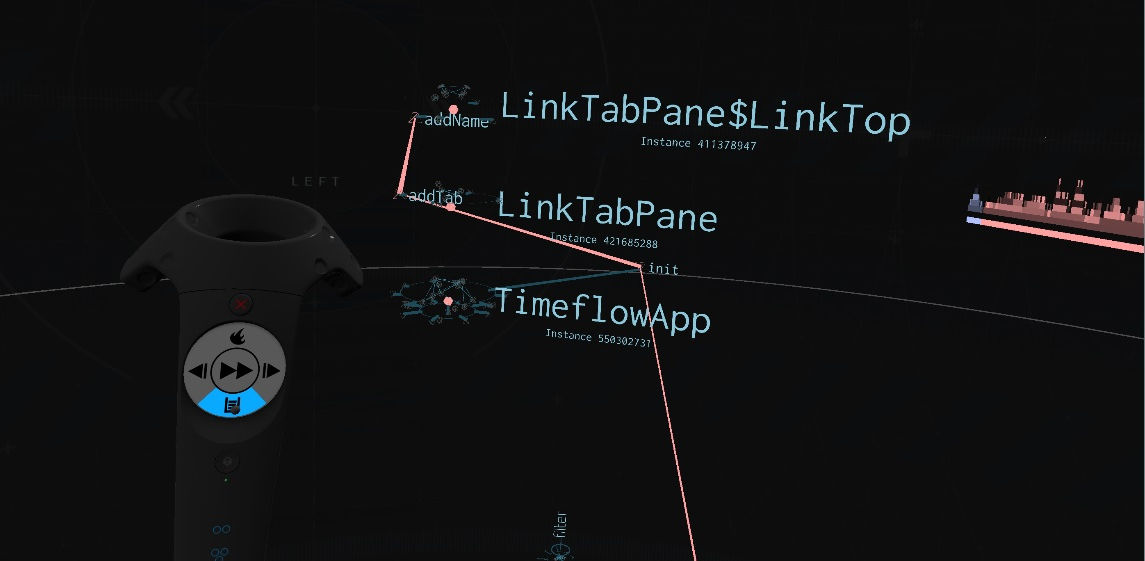 LinkTabPane$LinkTop
addName
Instance 411378947
LEFT
addTab
LinkTabPane
Instance 421685288
init
TimeflowApp
Instance 550302737
filter